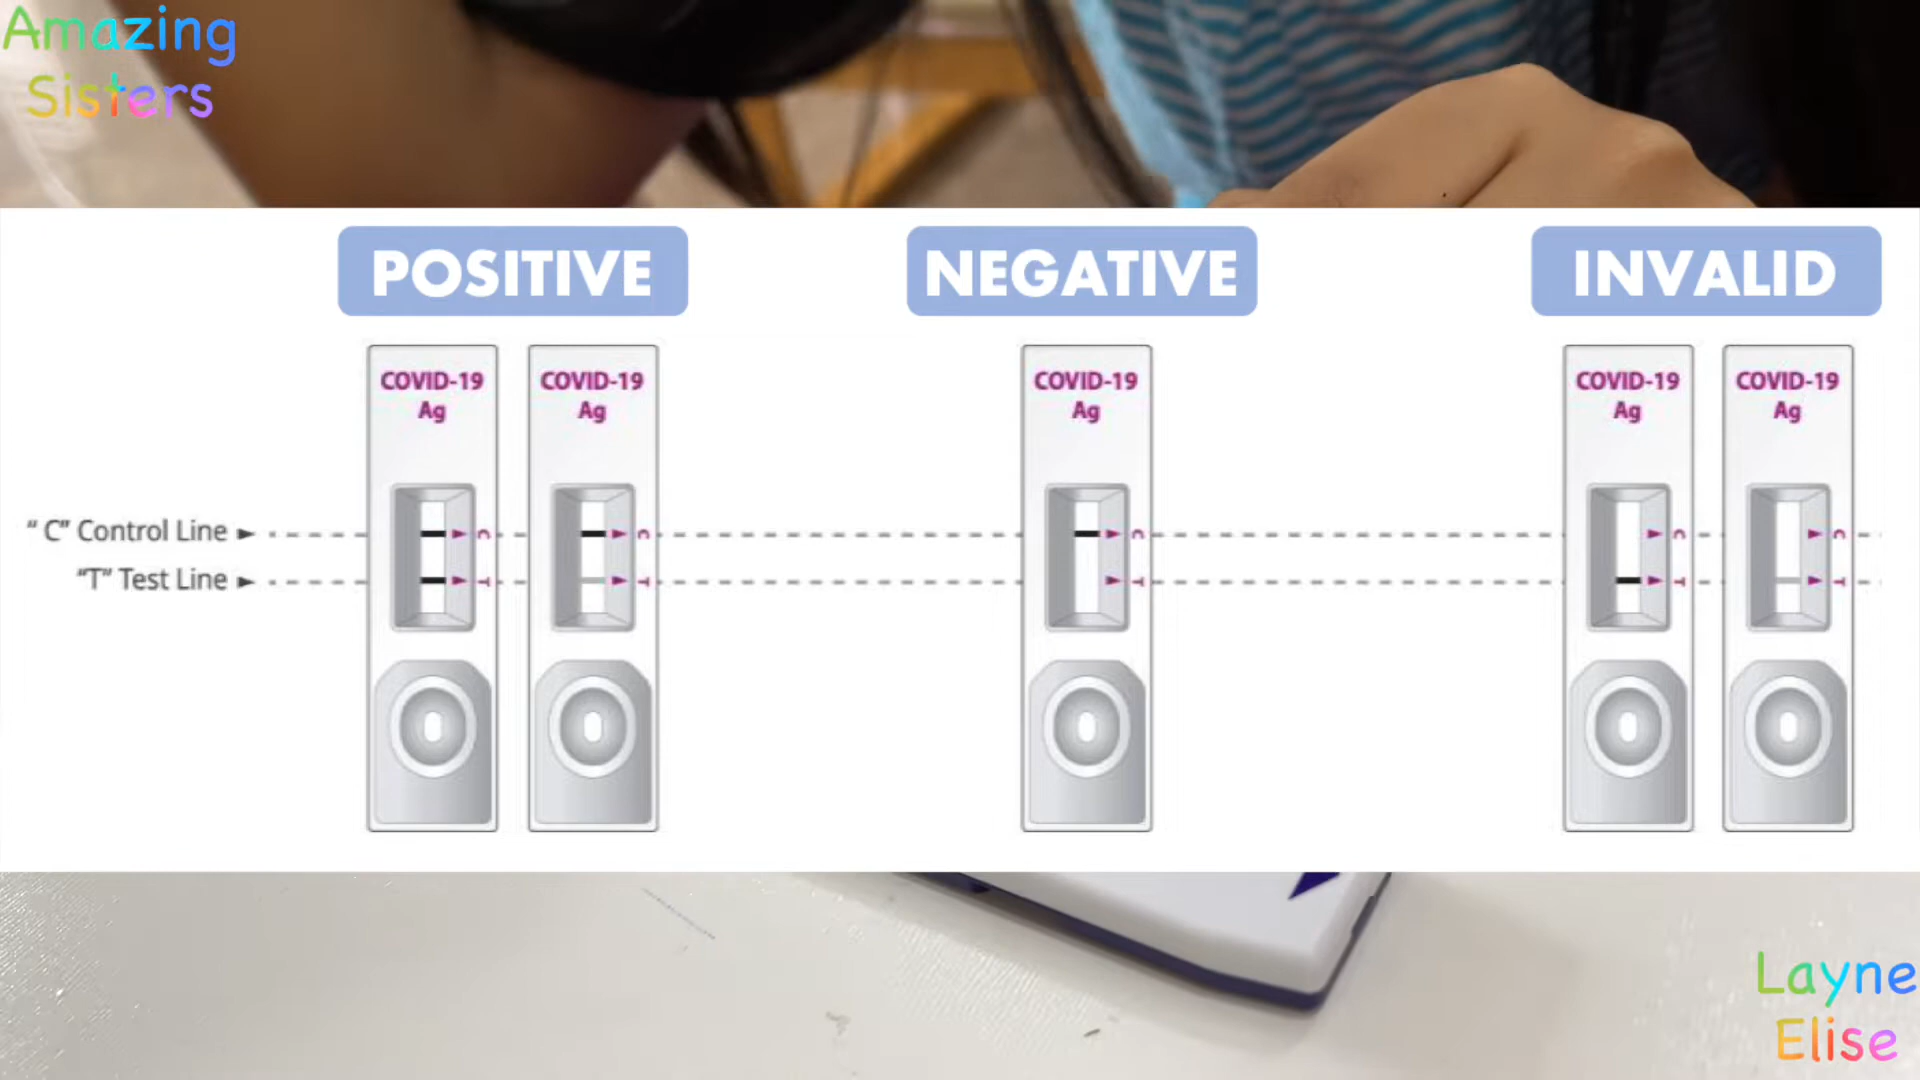 Amazing
Sisters
POSITIVE
NEGATIVE
INVALID
COVID-19
Ag
COVID-19
Ag
COVID-19
Ag
COVID-19
Ag
COVID-19
Ag
“ C” Control Line
C
C
C
C
C
“T” Test Line
T
T
T
T
T
Layne
Elise